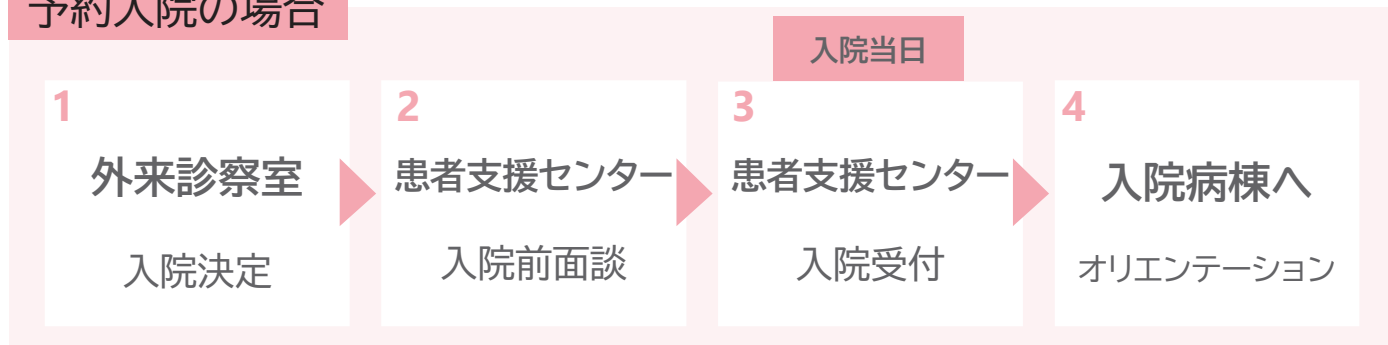 予約入院の場合
入院当日
1
外来診察室
入院決定
2
患者支援センター
入院前面談
3
患者支援センター
入院受付
4
入院病棟へ
オリエンテーション